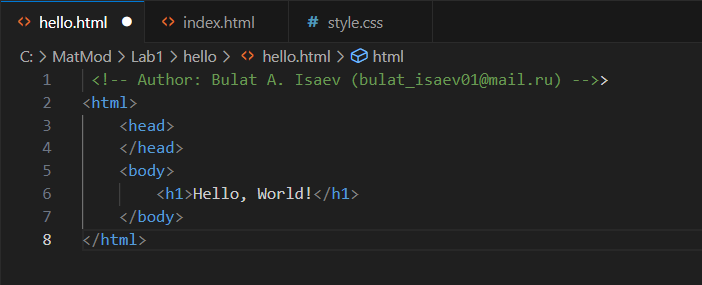 hello.html index.html # style.css
C: > MatMod > Lab1 > hello > hello.html > html
1 <!-- Author: Bulat A. Isaev (bulat_isaev01@mail.ru) -->>
2 <html>
3 <head>
4 </head>
5 <body>
6 <h1>Hello, World!</h1>
7 </body>
8 </html>